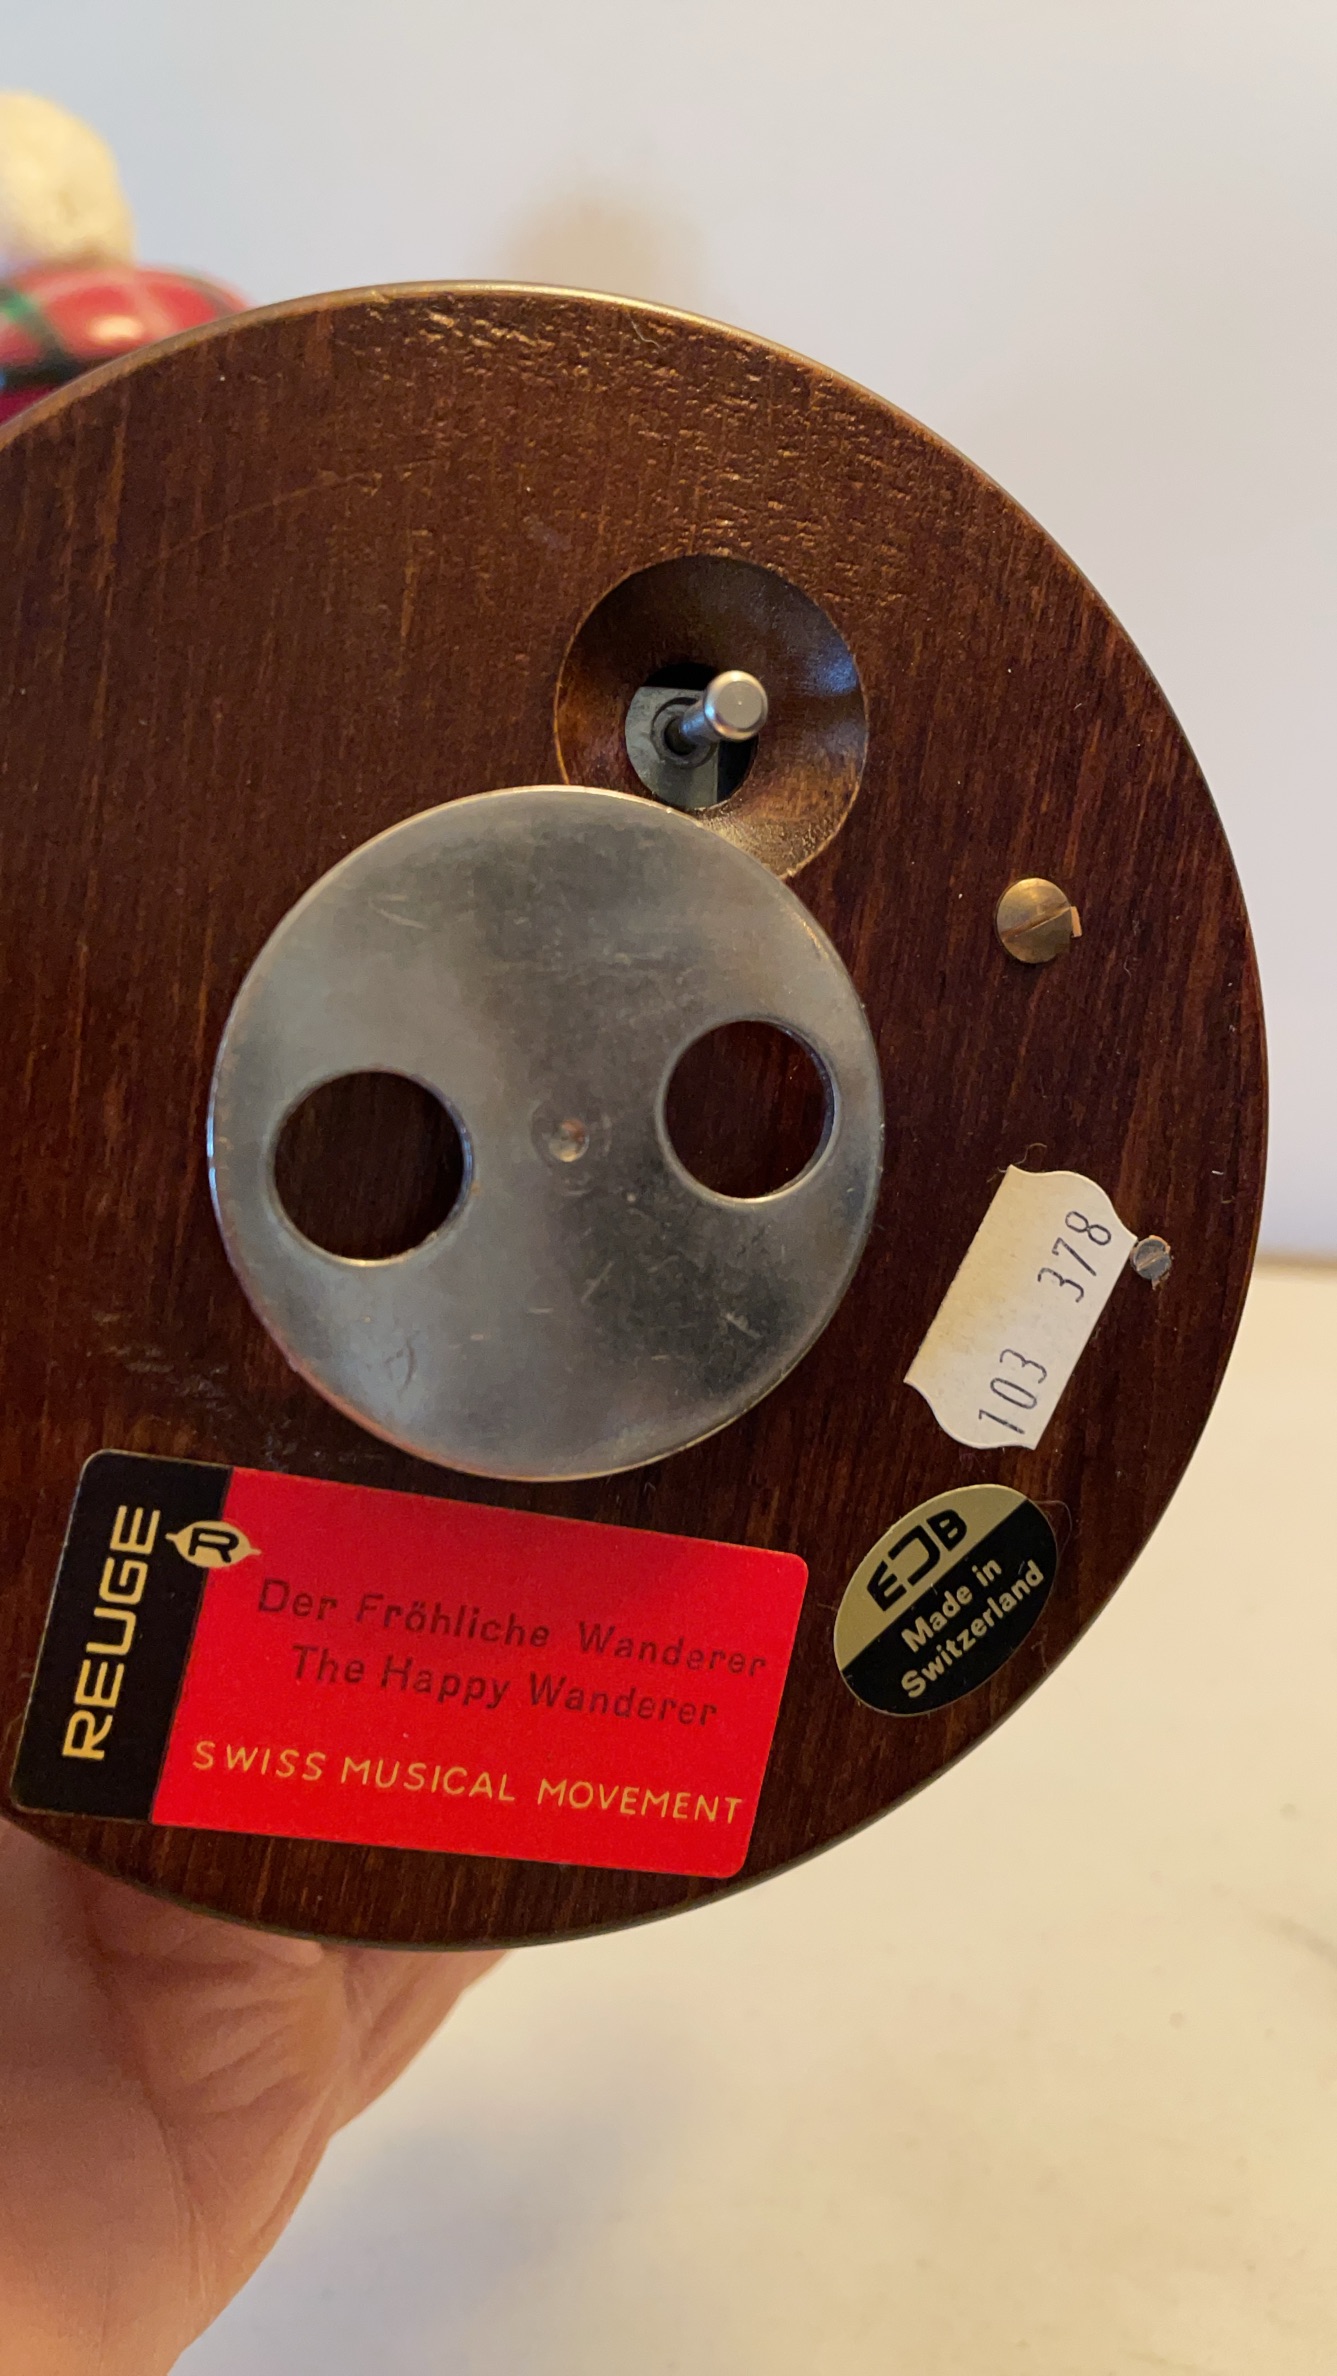 103 378
EJB
Made in
Switzerland
REUGE
R
Der Fröhliche Wanderer
The Happy Wanderer
SWISS MUSICAL MOVEMENT